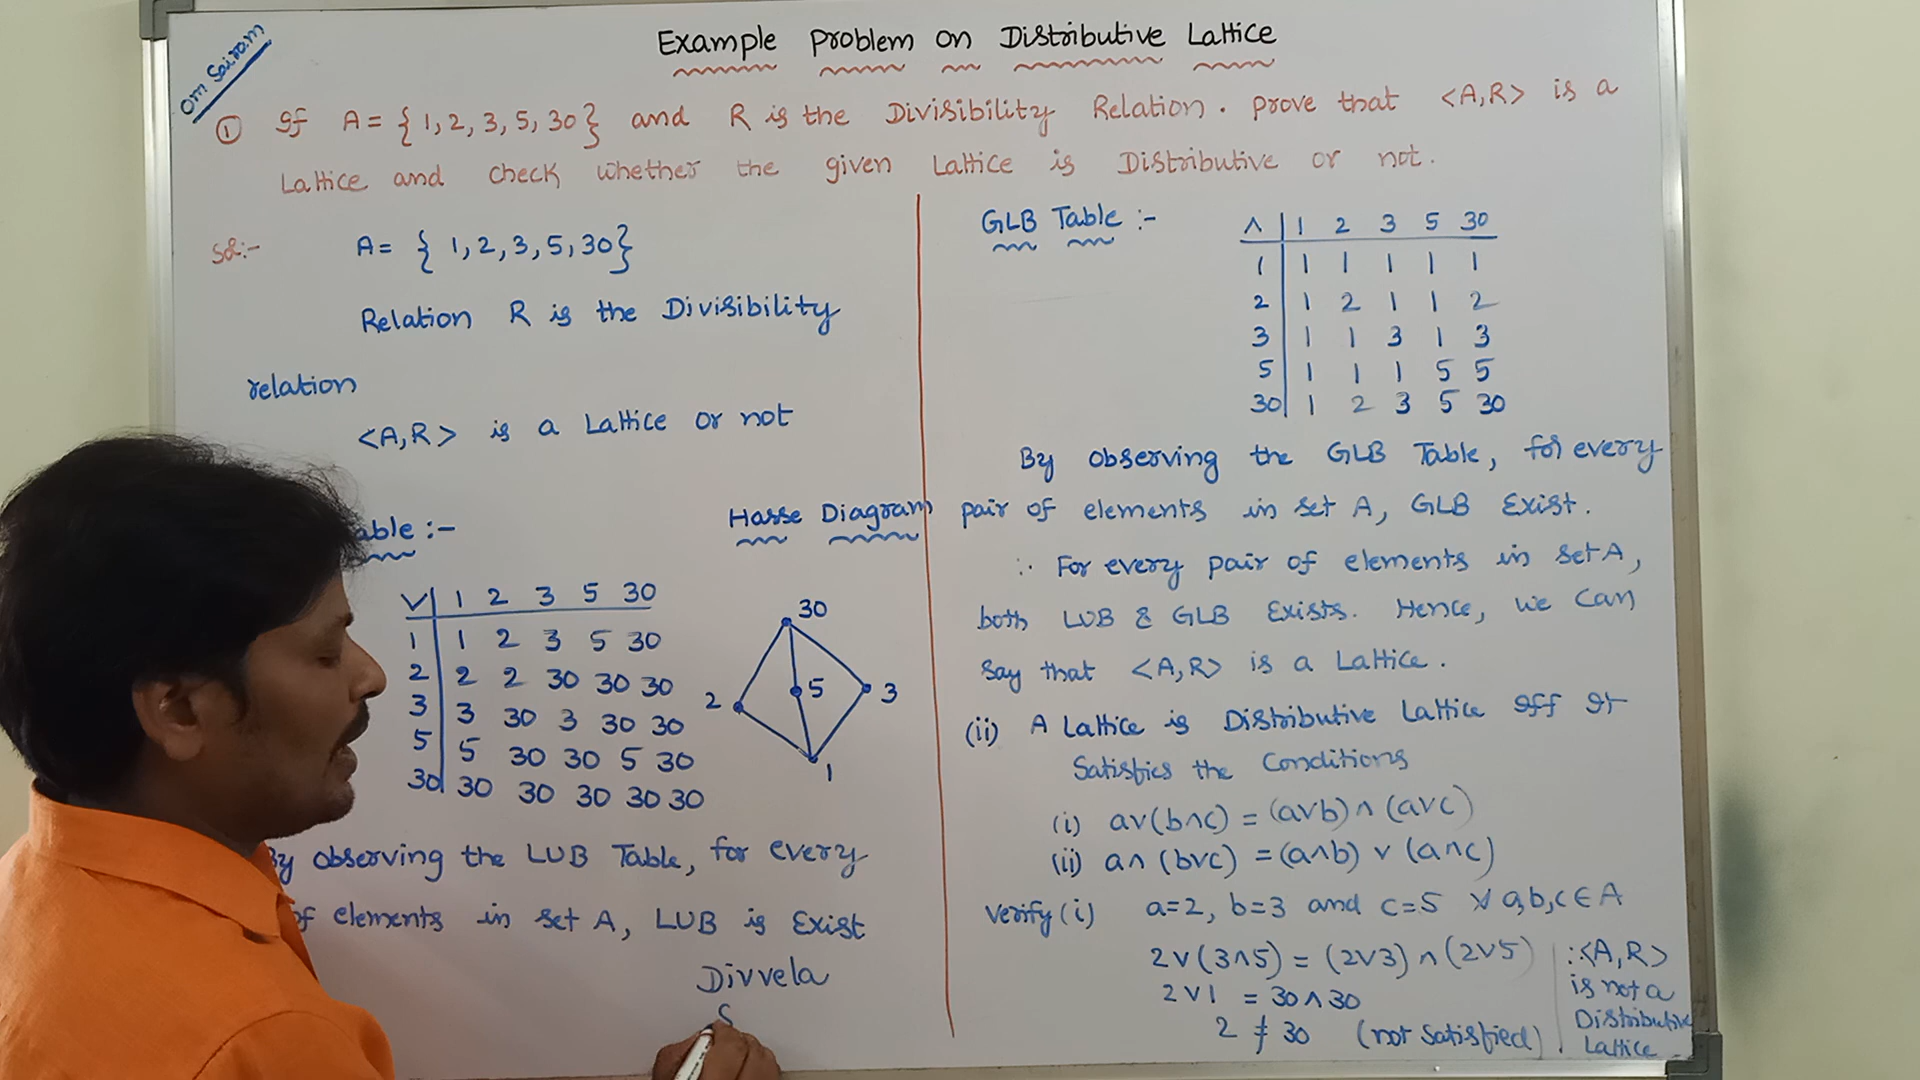 Om Sairam
Example Problem on Distributive Lattice
① If A = { 1, 2, 3, 5, 30 } and R is the Divisibility Relation. prove that <A,R> is a
Lattice and check whether the given Lattice is Distributive or not.
Sol:-
A = { 1, 2, 3, 5, 30 }
Relation R is the Divisibility
relation
<A,R> is a Lattice or not
able :-
∨ 1 2 3 5 30
1 1 2 3 5 30
2 2 2 30 30 30
3 3 30 3 30 30
5 5 30 30 5 30
30 30 30 30 30 30
Hasse Diagram
30
2 5 3
1
By observing the LUB Table, for every
of elements in set A, LUB is Exist
Divvela
S
GLB Table :-
∧ 1 2 3 5 30
1 1 1 1 1 1
2 1 2 1 1 2
3 1 1 3 1 3
5 1 1 1 5 5
30 1 2 3 5 30
By observing the GLB Table, for every
pair of elements in set A, GLB Exist.
∴ For every pair of elements in set A,
both LUB & GLB Exists. Hence, we can
say that <A,R> is a Lattice.
(ii) A Lattice is Distributive Lattice Iff It
Satisfies the Conditions
(i) a∨(b∧c) = (a∨b)∧(a∨c)
(ii) a∧(b∨c) = (a∧b)∨(a∧c)
Verify (i) a=2, b=3 and c=5 ∀ a,b,c ∈ A
2∨(3∧5) = (2∨3)∧(2∨5)
2∨1 = 30∧30
2 ≠ 30 (not Satisfied)
∴<A,R>
is not a
Distributive
Lattice